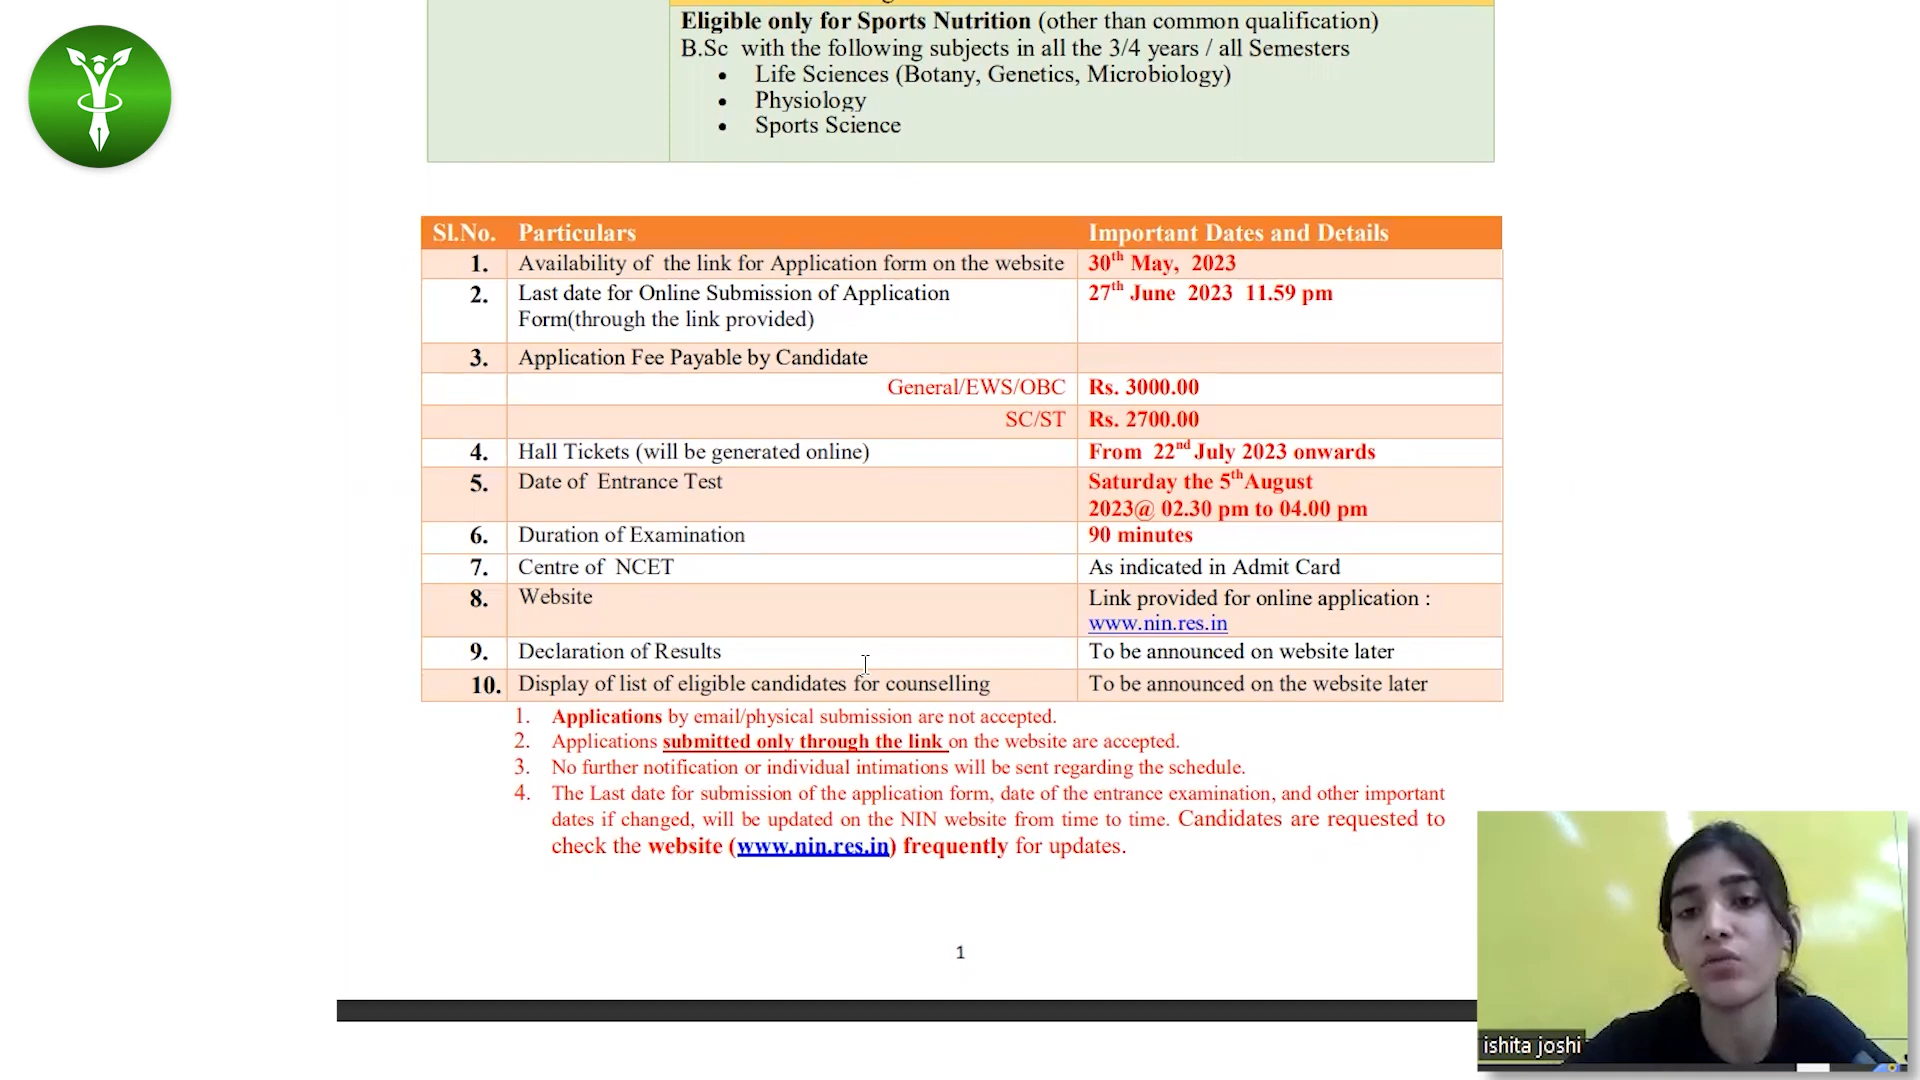 Eligible only for Sports Nutrition (other than common qualification)
B.Sc with the following subjects in all the 3/4 years / all Semesters
• Life Sciences (Botany, Genetics, Microbiology)
• Physiology
• Sports Science
Sl.No. Particulars Important Dates and Details
1. Availability of the link for Application form on the website 30th May, 2023
2. Last date for Online Submission of Application 27th June 2023 11.59 pm
Form(through the link provided)
3. Application Fee Payable by Candidate
General/EWS/OBC Rs. 3000.00
SC/ST Rs. 2700.00
4. Hall Tickets (will be generated online) From 22nd July 2023 onwards
5. Date of Entrance Test Saturday the 5th August
2023@ 02.30 pm to 04.00 pm
6. Duration of Examination 90 minutes
7. Centre of NCET As indicated in Admit Card
8. Website Link provided for online application :
www.nin.res.in
9. Declaration of Results To be announced on website later
10. Display of list of eligible candidates for counselling To be announced on the website later
1. Applications by email/physical submission are not accepted.
2. Applications submitted only through the link on the website are accepted.
3. No further notification or individual intimations will be sent regarding the schedule.
4. The Last date for submission of the application form, date of the entrance examination, and other important
dates if changed, will be updated on the NIN website from time to time. Candidates are requested to
check the website (www.nin.res.in) frequently for updates.
1
ishita joshi